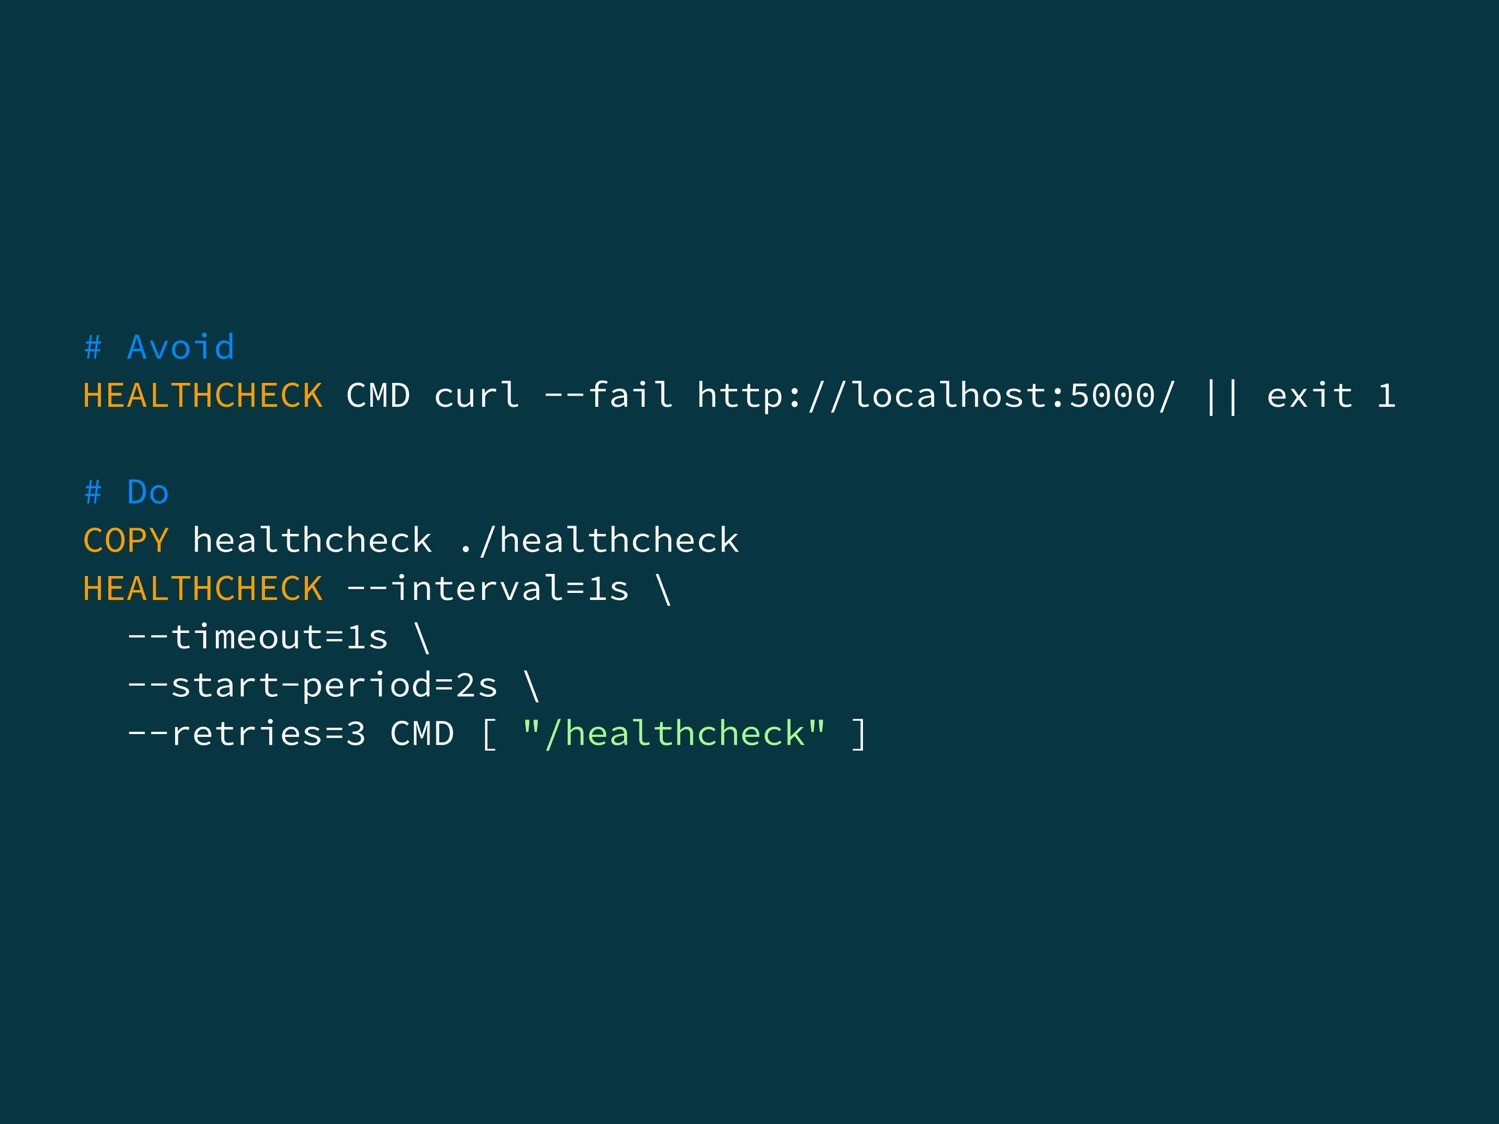 # Avoid
HEALTHCHECK CMD curl --fail http://localhost:5000/ || exit 1
# Do
COPY healthcheck ./healthcheck
HEALTHCHECK --interval=1s \
--timeout=1s \
--start-period=2s \
--retries=3 CMD [ "/healthcheck" ]